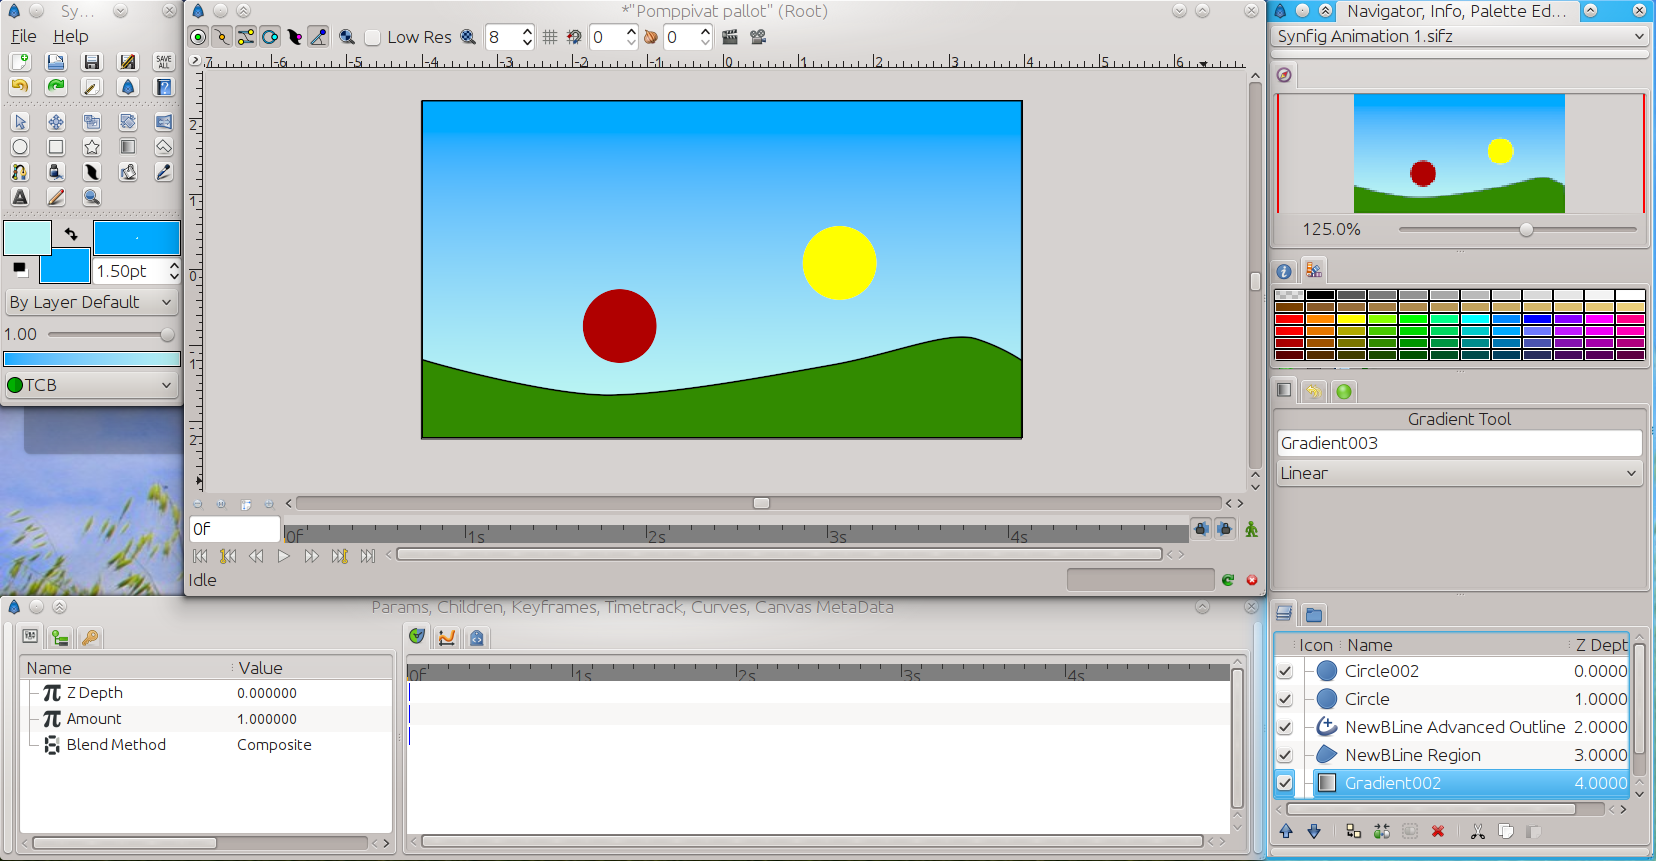 Sy...
File Help
SAVE ALL
1.50pt
By Layer Default
1.00
TCB
*"Pomppivat pallot" (Root)
Low Res
8
0
0
-7 -6 -5 -4 -3 -2 -1 0 1 2 3 4 5 6
2
1
0
-1
-2
0f
0f 1s 2s 3s 4s
Idle
Params, Children, Keyframes, Timetrack, Curves, Canvas MetaData
Name Value
Z Depth 0.000000
Amount 1.000000
Blend Method Composite
0f 1s 2s 3s 4s
Navigator, Info, Palette Ed...
Synfig Animation 1.sifz
125.0%
Gradient Tool
Gradient003
Linear
Icon Name Z Dept
Circle002 0.0000
Circle 1.0000
NewBLine Advanced Outline 2.0000
NewBLine Region 3.0000
Gradient002 4.0000